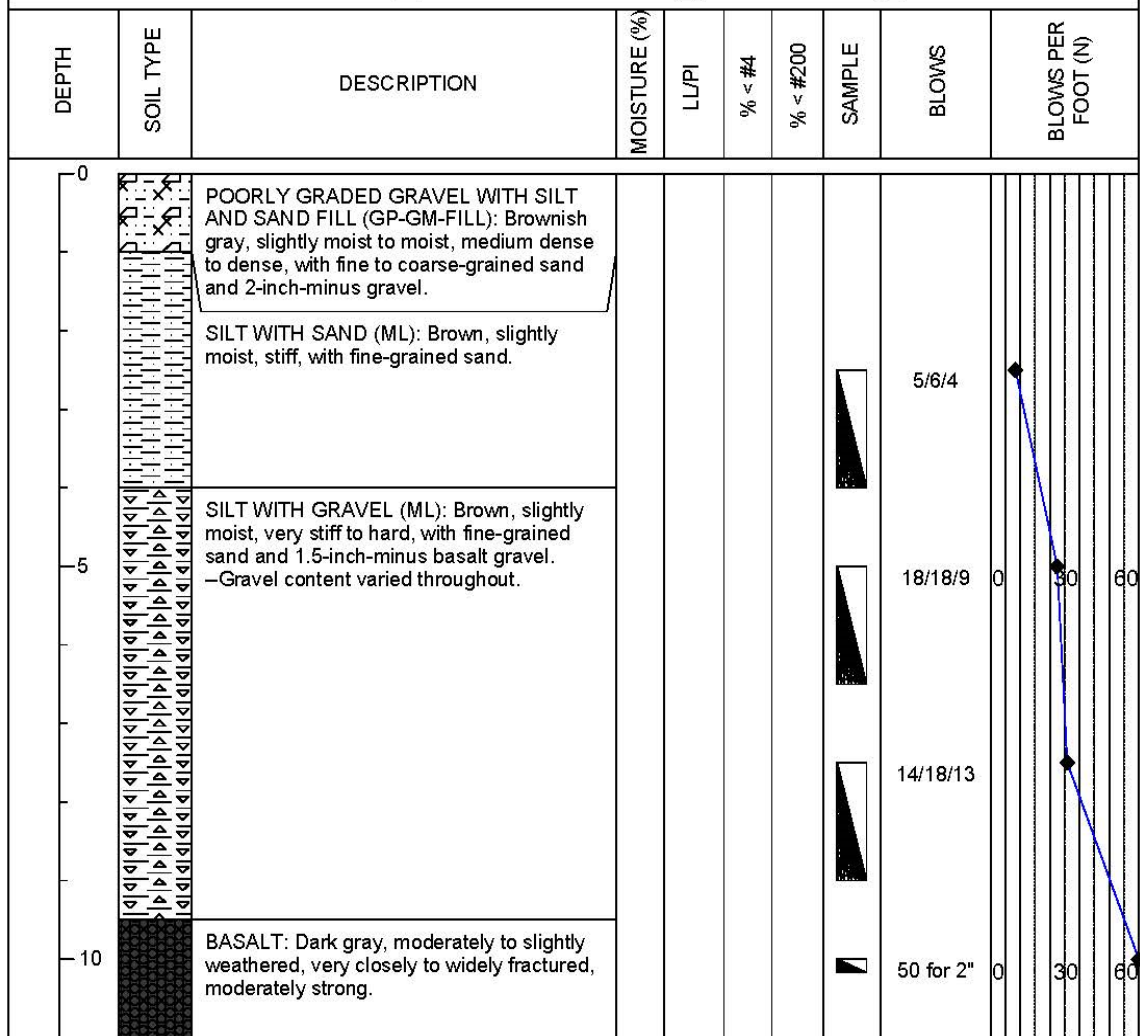 DEPTH
SOIL TYPE
DESCRIPTION
MOISTURE (%)
LL/PI
% < #4
% < #200
SAMPLE
BLOWS
BLOWS PER
FOOT (N)
0
POORLY GRADED GRAVEL WITH SILT
AND SAND FILL (GP-GM-FILL): Brownish
gray, slightly moist to moist, medium dense
to dense, with fine to coarse-grained sand
and 2-inch-minus gravel.
SILT WITH SAND (ML): Brown, slightly
moist, stiff, with fine-grained sand.
5/6/4
SILT WITH GRAVEL (ML): Brown, slightly
moist, very stiff to hard, with fine-grained
sand and 1.5-inch-minus basalt gravel.
–Gravel content varied throughout.
5
18/18/9
0 30 60
14/18/13
BASALT: Dark gray, moderately to slightly
weathered, very closely to widely fractured,
moderately strong.
10
50 for 2"
0 30 60